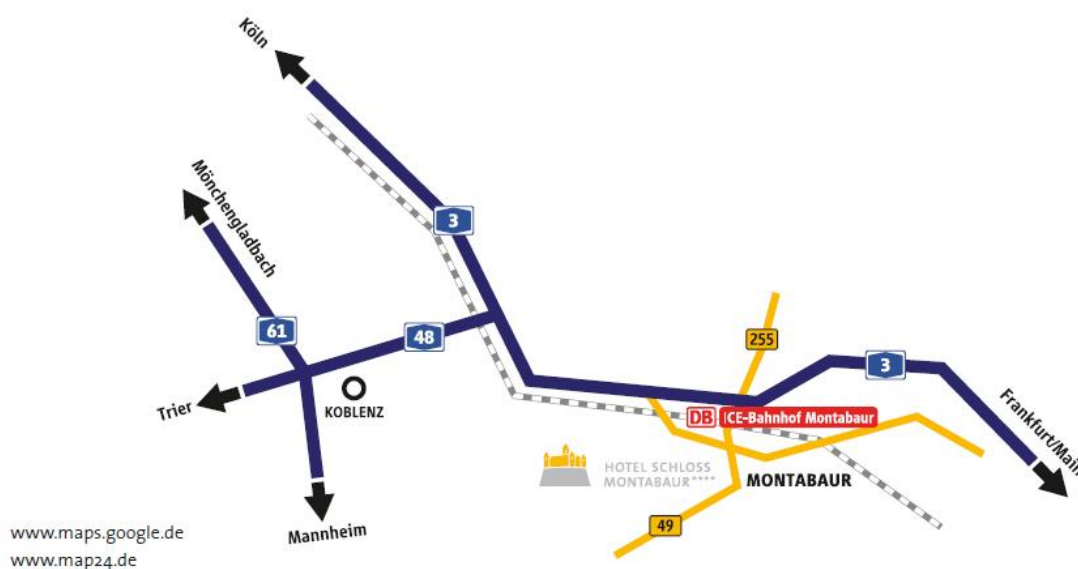 Köln
Mönchengladbach
3
61
48
255
3
Trier
KOBLENZ
DB ICE-Bahnhof Montabaur
Frankfurt/Main
HOTEL SCHLOSS
MONTABAUR****
MONTABAUR
49
Mannheim
www.maps.google.de
www.map24.de